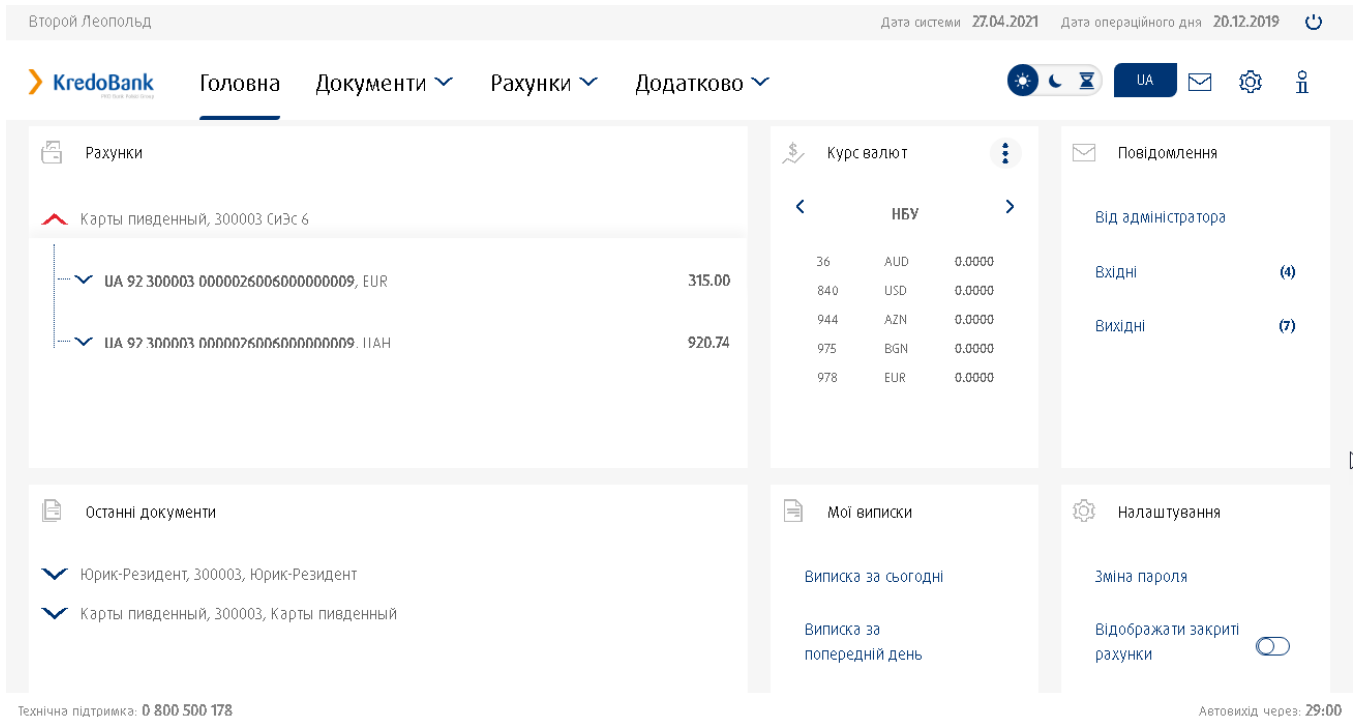 Второй Леопольд
Дата системи 27.04.2021 Дата операційного дня 20.12.2019
KredoBank Головна Документи Рахунки Додатково UA
Рахунки
Карты пивденный, 300003 СиЭс 6
UA 92 300003 0000026006000000009, EUR 315.00
UA 92 300003 0000026006000000009, UAH 920.74
Курс валют
НБУ
36 AUD 0.0000
840 USD 0.0000
944 AZN 0.0000
975 BGN 0.0000
978 EUR 0.0000
Повідомлення
Від адміністратора
Вхідні (4)
Вихідні (7)
Останні документи
Юрик-Резидент, 300003, Юрик-Резидент
Карты пивденный, 300003, Карты пивденный
Мої виписки
Виписка за сьогодні
Виписка за
попередній день
Налаштування
Зміна пароля
Відображати закриті
рахунки
Технічна підтримка: 0 800 500 178
Автовихід через: 29:00